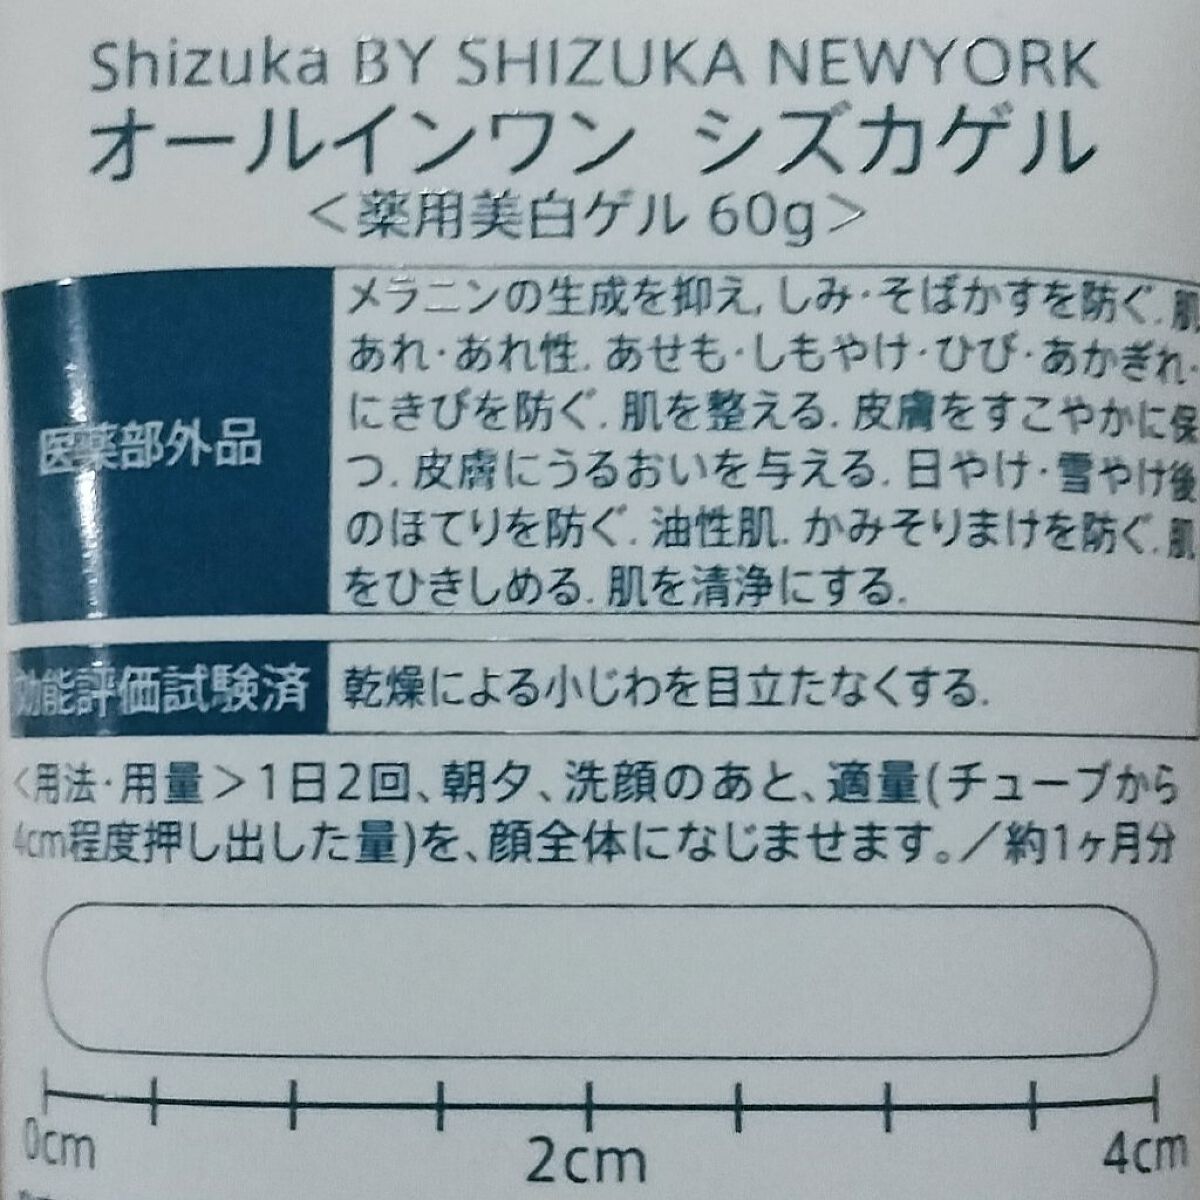 Shizuka BY SHIZUKA NEWYORK
オールインワン シズカゲル
＜薬用美白ゲル 60g＞
医薬部外品
メラニンの生成を抑え, しみ・そばかすを防ぐ. 肌
あれ・あれ性. あせも・しもやけ・ひび・あかぎれ・
にきびを防ぐ. 肌を整える. 皮膚をすこやかに保
つ. 皮膚にうるおいを与える. 日やけ・雪やけ後
のほてりを防ぐ. 油性肌. かみそりまけを防ぐ. 肌
をひきしめる. 肌を清浄にする.
効能評価試験済
乾燥による小じわを目立たなくする.
＜用法・用量＞1日2回、朝夕、洗顔のあと、適量(チューブから
4cm程度押し出した量)を、顔全体になじませます。／約1ヶ月分
0cm
2cm
4cm